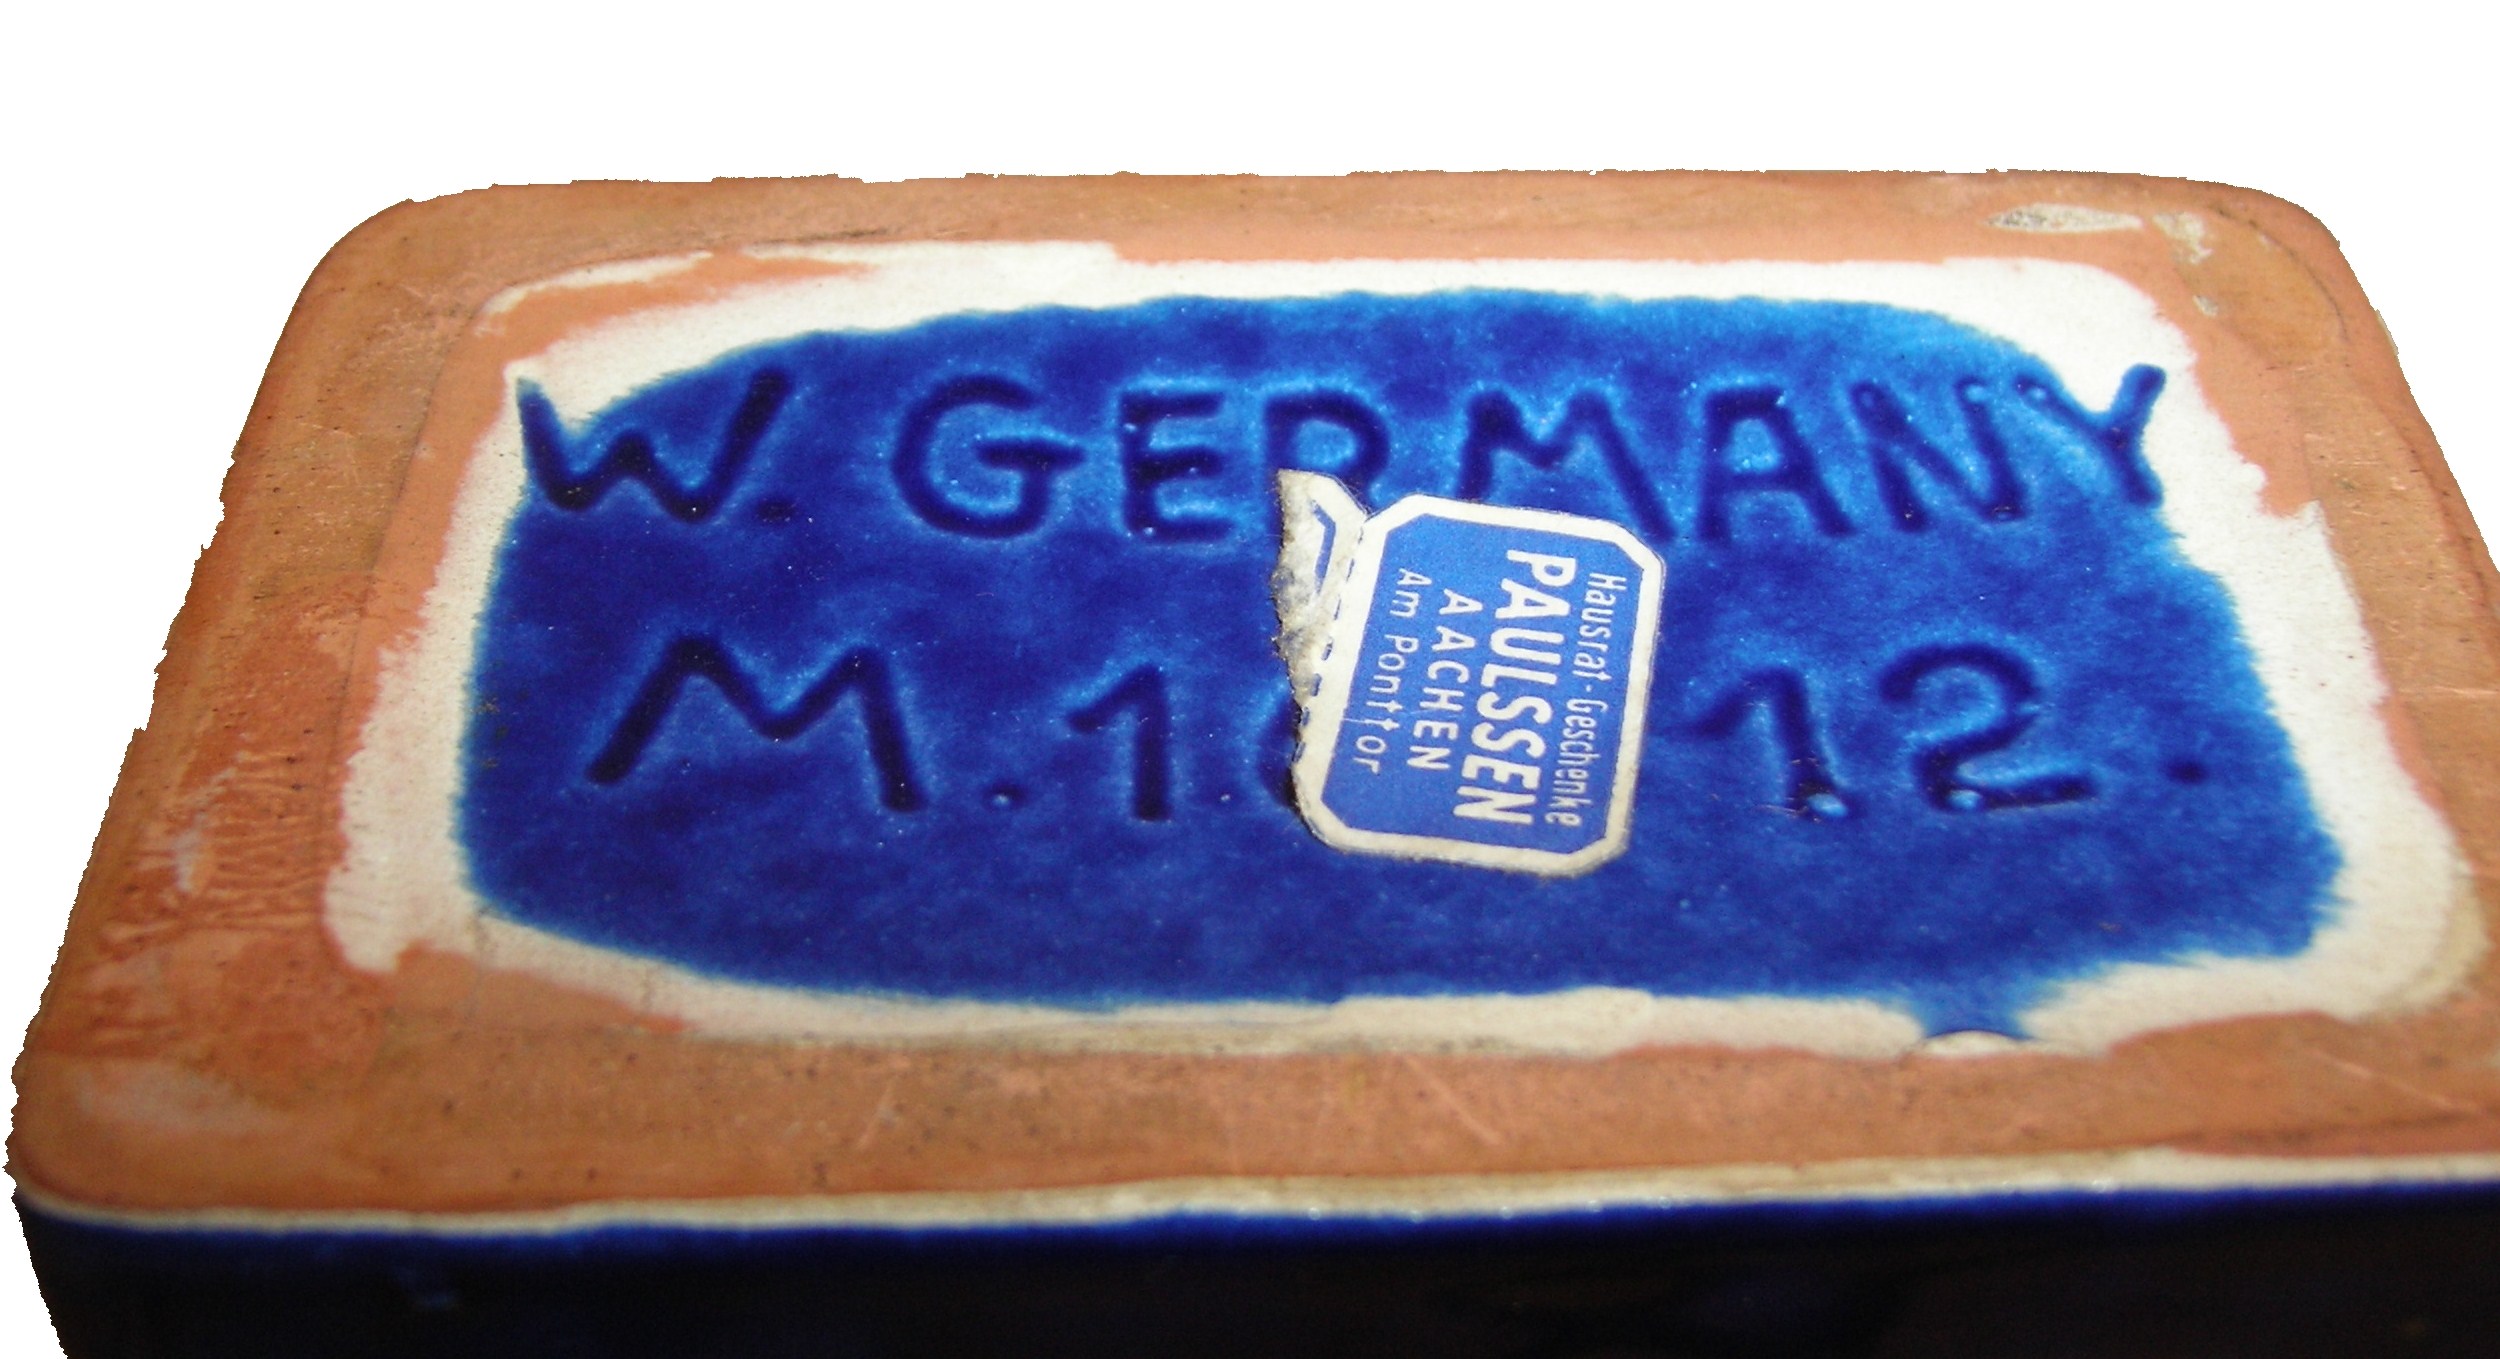 W. GERMANY
M. 1 12.
Hausrat-Geschenke
PAULSSEN
AACHEN
Am Ponttor